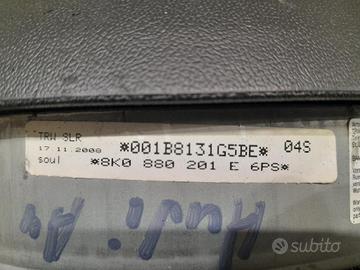 TRW SLR
17.11.2008 *001B8131G5BE* 04S
soul *8K0 880 201 E 6PS*
Audi A4
subito